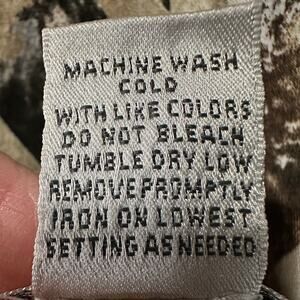 MACHINE WASH
COLD
WITH LIKE COLORS
DO NOT BLEACH
TUMBLE DRY LOW
REMOVE PROMPTLY
IRON ON LOWEST
SETTING AS NEEDED